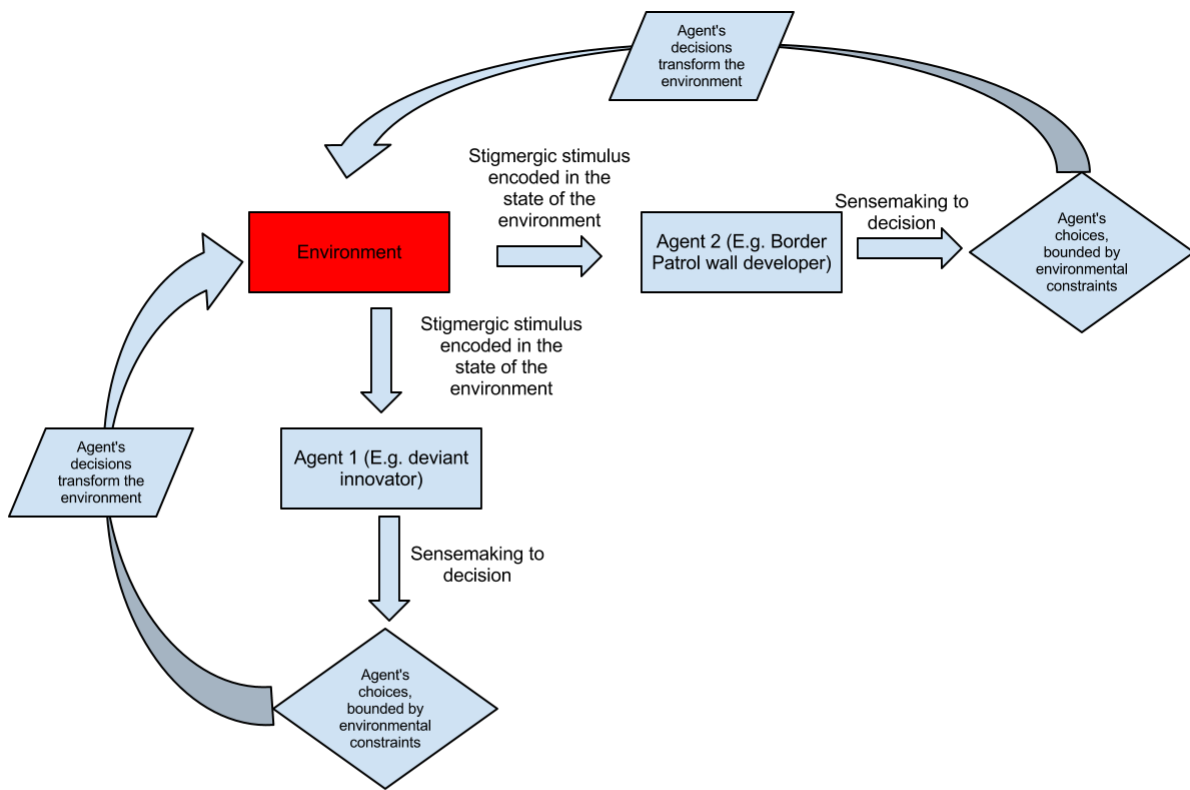 Agent's
decisions
transform the
environment
Stigmergic stimulus
encoded in the
state of the
environment
Sensemaking to
decision
Environment
Agent 2 (E.g. Border
Patrol wall developer)
Agent's
choices,
bounded by
environmental
constraints
Stigmergic stimulus
encoded in the
state of the
environment
Agent's
decisions
transform the
environment
Agent 1 (E.g. deviant
innovator)
Sensemaking to
decision
Agent's
choices,
bounded by
environmental
constraints